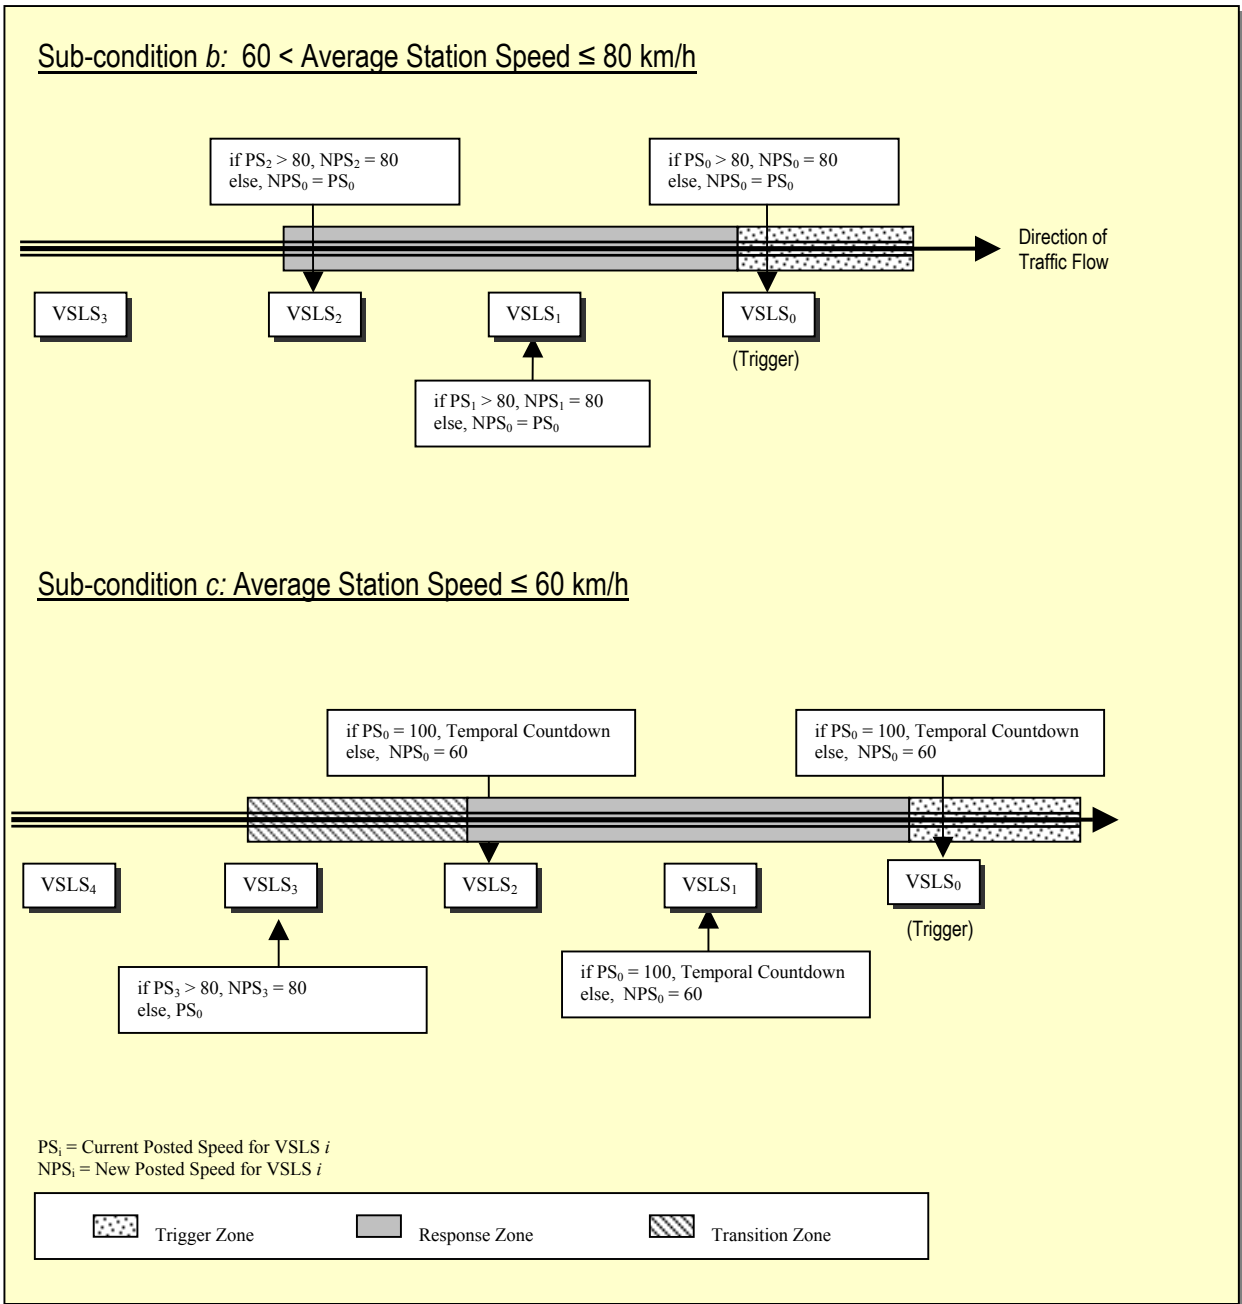 Sub-condition b: 60 < Average Station Speed ≤ 80 km/h
if PS₂ > 80, NPS₂ = 80
else, NPS₀ = PS₀
if PS₀ > 80, NPS₀ = 80
else, NPS₀ = PS₀
Direction of
Traffic Flow
VSLS₃
VSLS₂
VSLS₁
VSLS₀
(Trigger)
if PS₁ > 80, NPS₁ = 80
else, NPS₀ = PS₀
Sub-condition c: Average Station Speed ≤ 60 km/h
if PS₀ = 100, Temporal Countdown
else, NPS₀ = 60
if PS₀ = 100, Temporal Countdown
else, NPS₀ = 60
VSLS₄
VSLS₃
VSLS₂
VSLS₁
VSLS₀
(Trigger)
if PS₃ > 80, NPS₃ = 80
else, PS₀
if PS₀ = 100, Temporal Countdown
else, NPS₀ = 60
PSᵢ = Current Posted Speed for VSLS i
NPSᵢ = New Posted Speed for VSLS i
Trigger Zone
Response Zone
Transition Zone